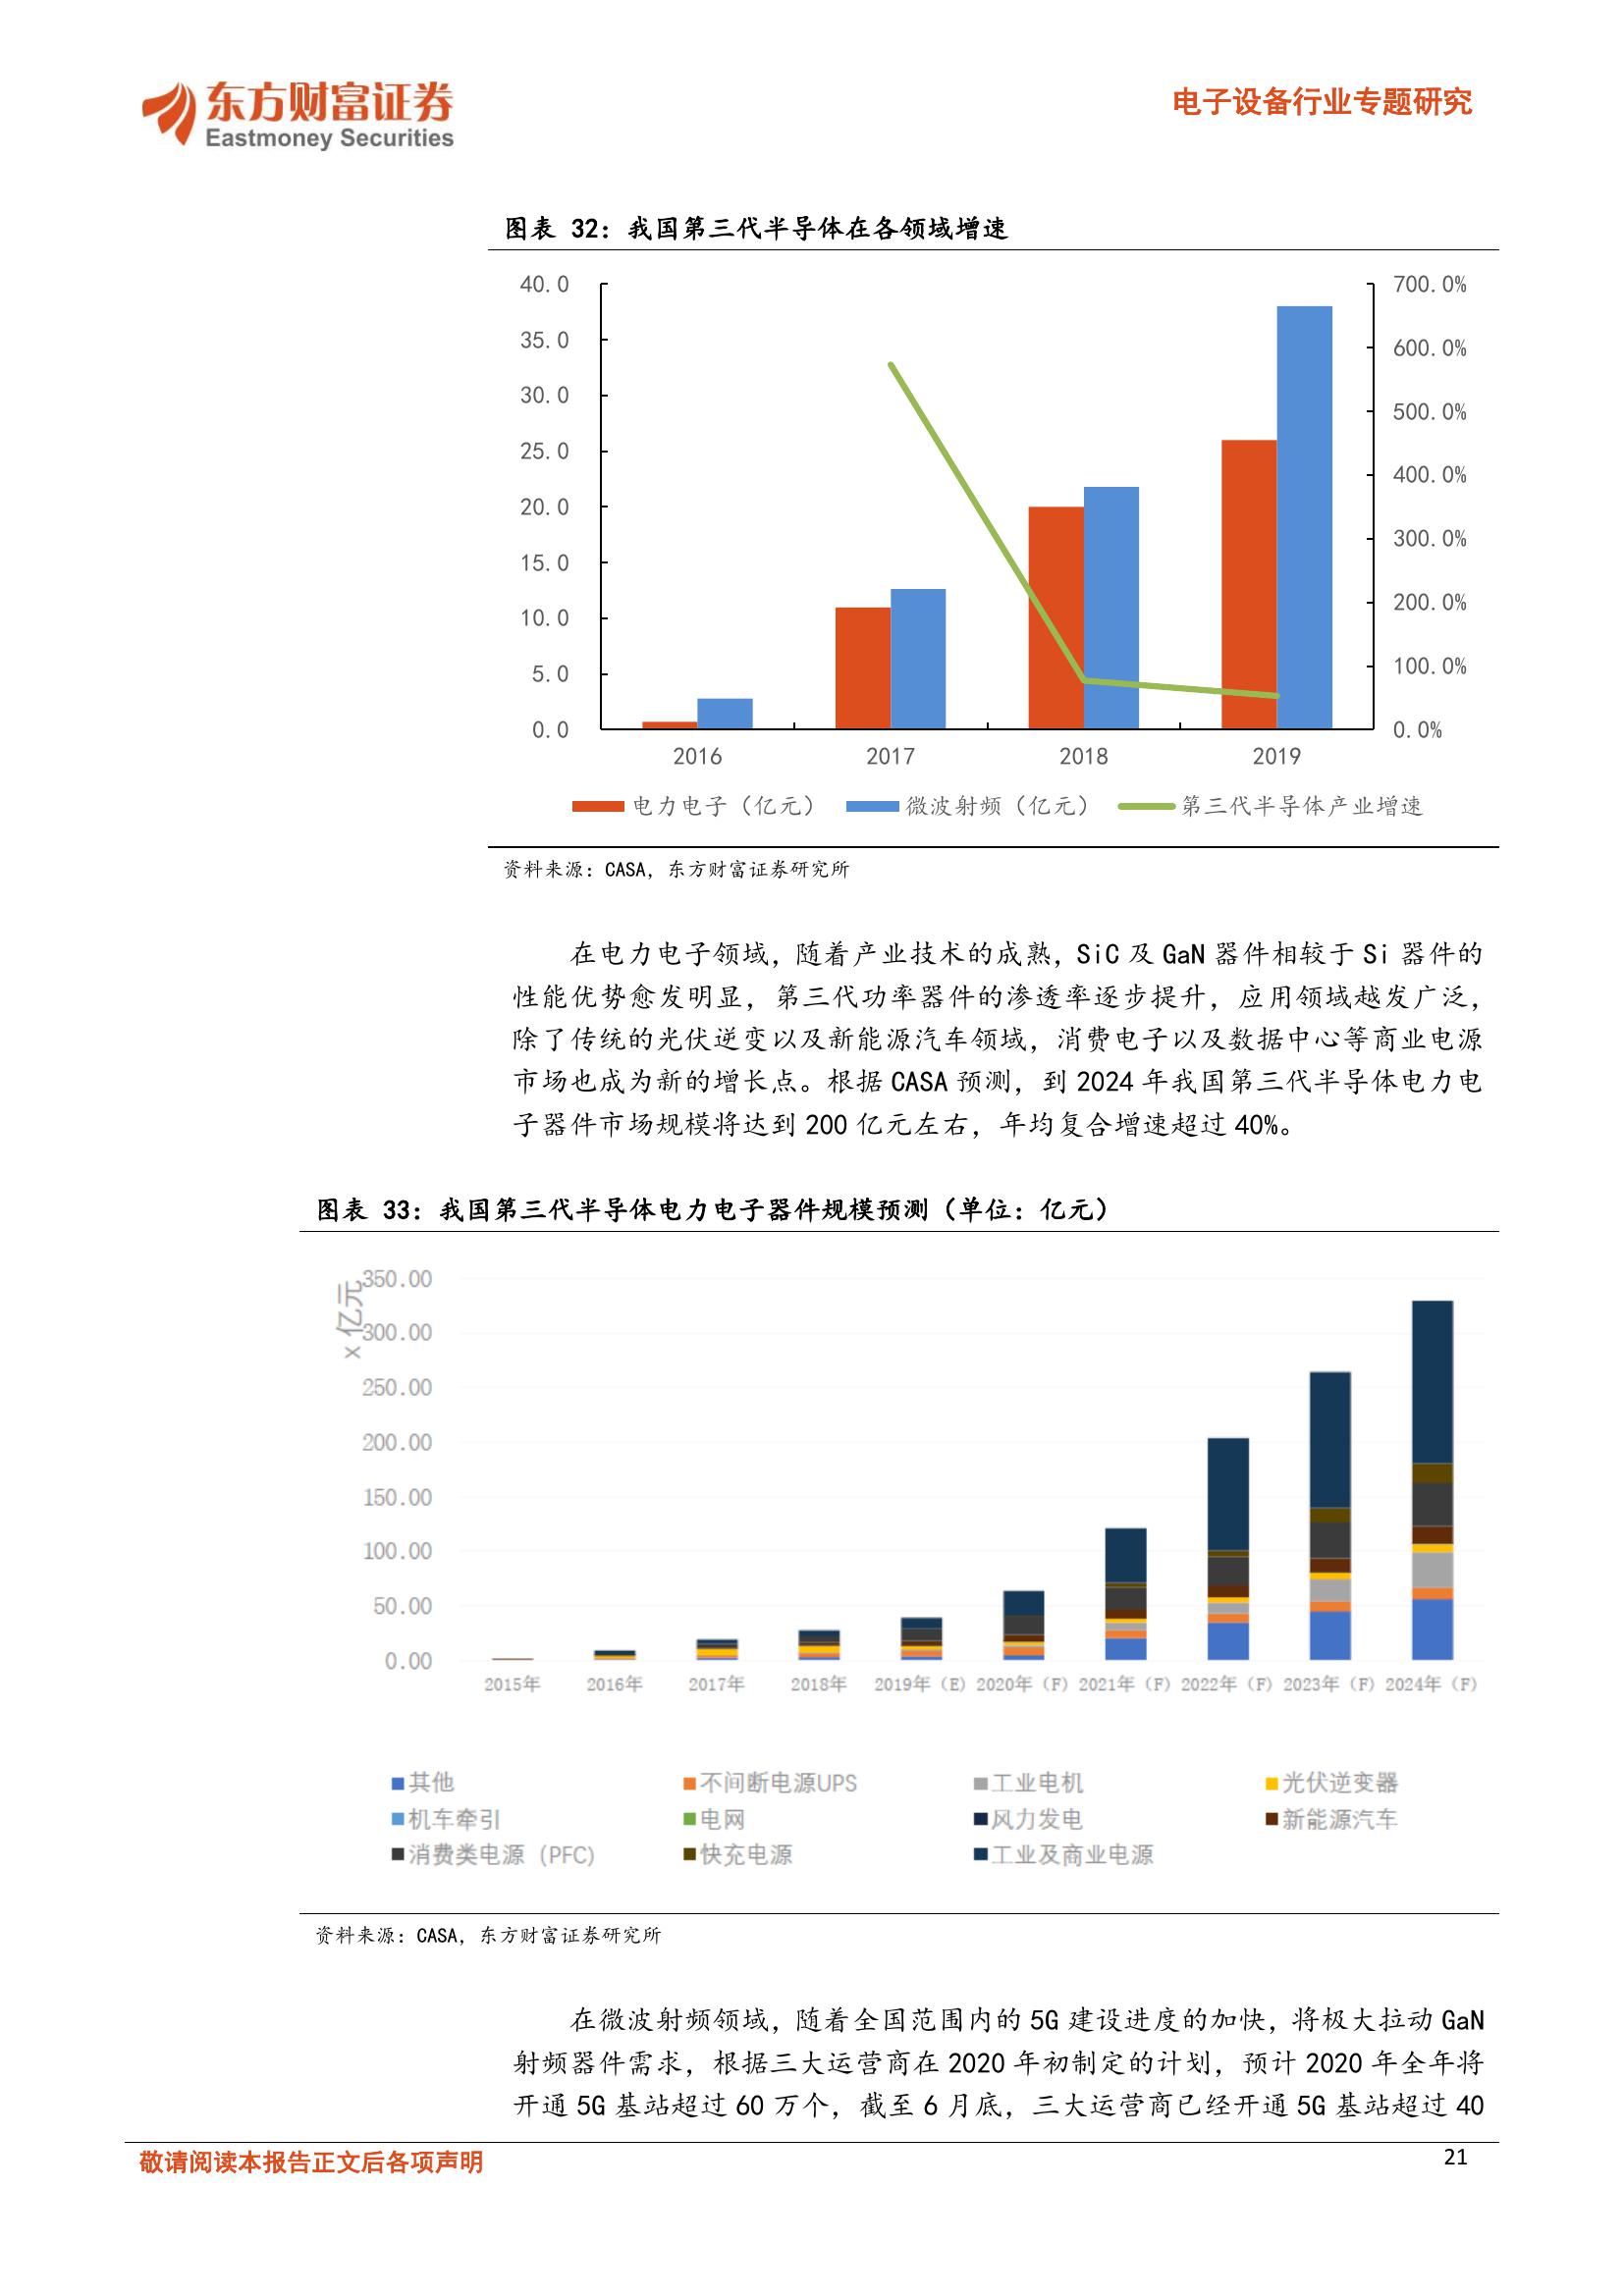 东方财富证券
Eastmoney Securities
电子设备行业专题研究
图表 32：我国第三代半导体在各领域增速
40.0
35.0
30.0
25.0
20.0
15.0
10.0
5.0
0.0
700.0%
600.0%
500.0%
400.0%
300.0%
200.0%
100.0%
0.0%
2016 2017 2018 2019
电力电子（亿元） 微波射频（亿元） 第三代半导体产业增速
资料来源：CASA，东方财富证券研究所
在电力电子领域，随着产业技术的成熟，SiC 及 GaN 器件相较于 Si 器件的
性能优势愈发明显，第三代功率器件的渗透率逐步提升，应用领域越发广泛，
除了传统的光伏逆变以及新能源汽车领域，消费电子以及数据中心等商业电源
市场也成为新的增长点。根据 CASA 预测，到 2024 年我国第三代半导体电力电
子器件市场规模将达到 200 亿元左右，年均复合增速超过 40%。
图表 33：我国第三代半导体电力电子器件规模预测（单位：亿元）
x 亿元
350.00
300.00
250.00
200.00
150.00
100.00
50.00
0.00
2015年 2016年 2017年 2018年 2019年（E） 2020年（F） 2021年（F） 2022年（F） 2023年（F） 2024年（F）
其他 不间断电源UPS 工业电机 光伏逆变器
机车牵引 电网 风力发电 新能源汽车
消费类电源（PFC） 快充电源 工业及商业电源
资料来源：CASA，东方财富证券研究所
在微波射频领域，随着全国范围内的 5G 建设进度的加快，将极大拉动 GaN
射频器件需求，根据三大运营商在 2020 年初制定的计划，预计 2020 年全年将
开通 5G 基站超过 60 万个，截至 6 月底，三大运营商已经开通 5G 基站超过 40
敬请阅读本报告正文后各项声明
21